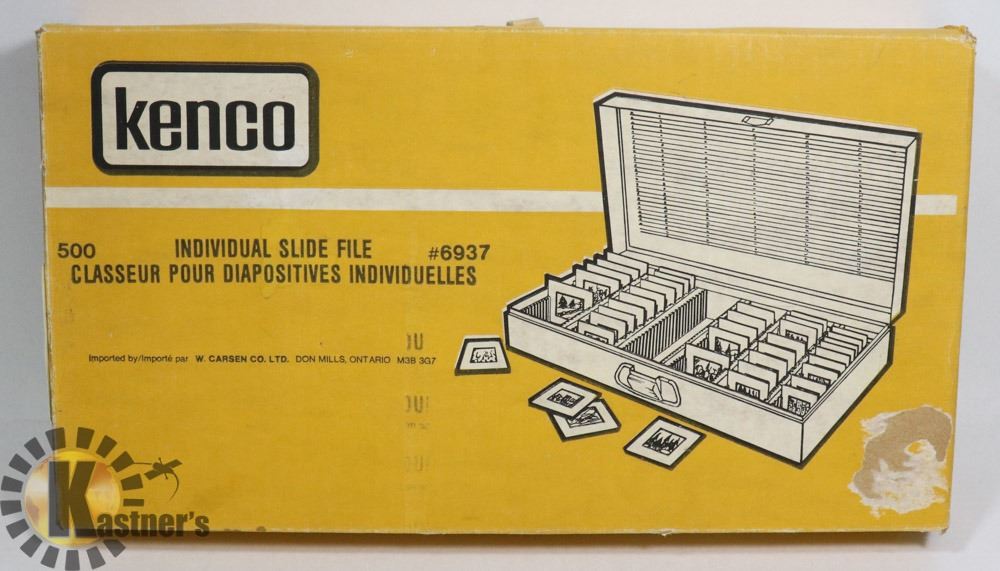 kenco
500 INDIVIDUAL SLIDE FILE #6937
CLASSEUR POUR DIAPOSITIVES INDIVIDUELLES
Imported by/Importé par W. CARSEN CO. LTD. DON MILLS, ONTARIO M3B 3G7
Kastner's